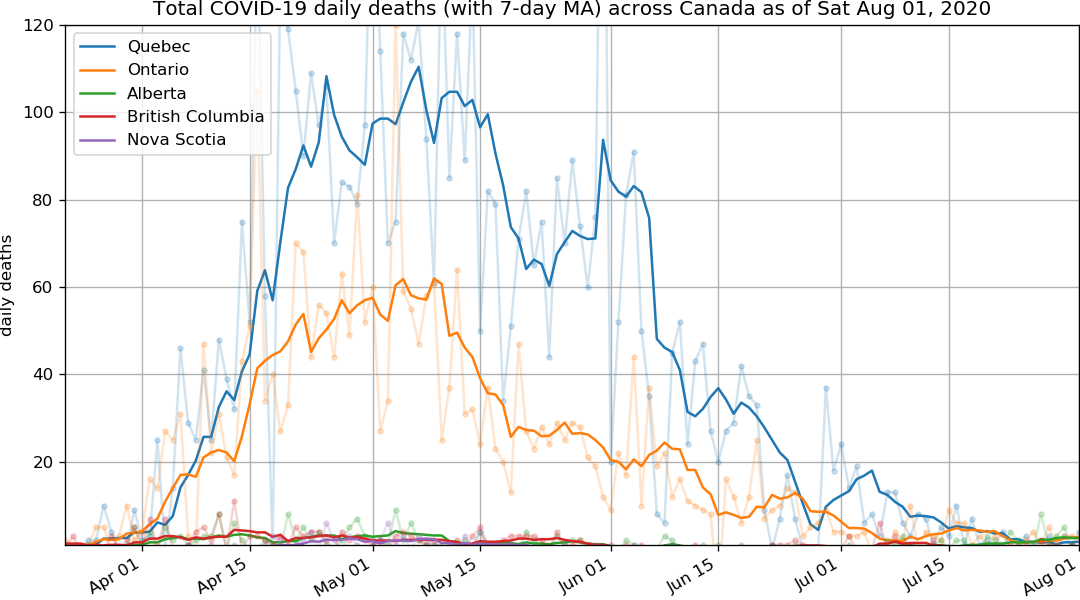 Total COVID-19 daily deaths (with 7-day MA) across Canada as of Sat Aug 01, 2020
120
100
80
60
40
20
daily deaths
Quebec
Ontario
Alberta
British Columbia
Nova Scotia
Apr 01
Apr 15
May 01
May 15
Jun 01
Jun 15
Jul 01
Jul 15
Aug 01